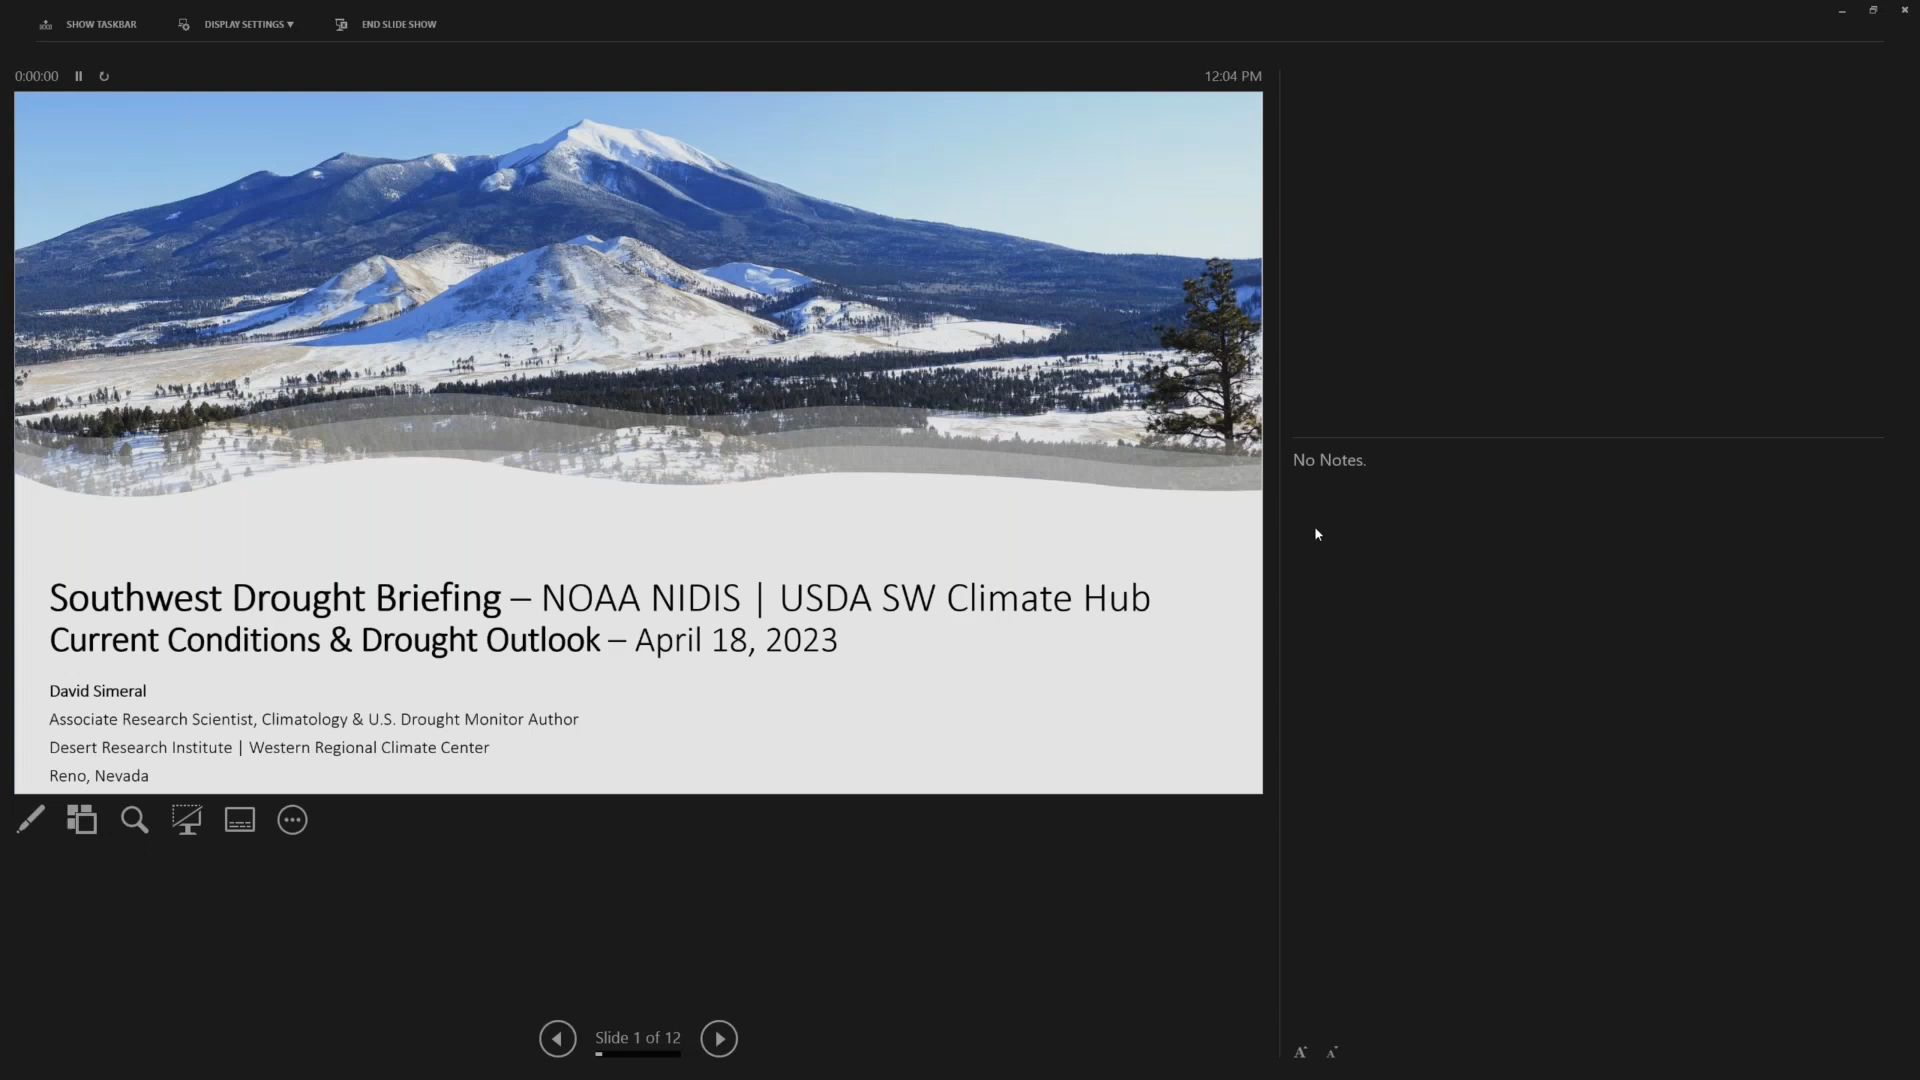 SHOW TASKBAR
DISPLAY SETTINGS ▼
END SLIDE SHOW
0:00:00
12:04 PM
Southwest Drought Briefing – NOAA NIDIS | USDA SW Climate Hub
Current Conditions & Drought Outlook – April 18, 2023
David Simeral
Associate Research Scientist, Climatology & U.S. Drought Monitor Author
Desert Research Institute | Western Regional Climate Center
Reno, Nevada
No Notes.
Slide 1 of 12
A A